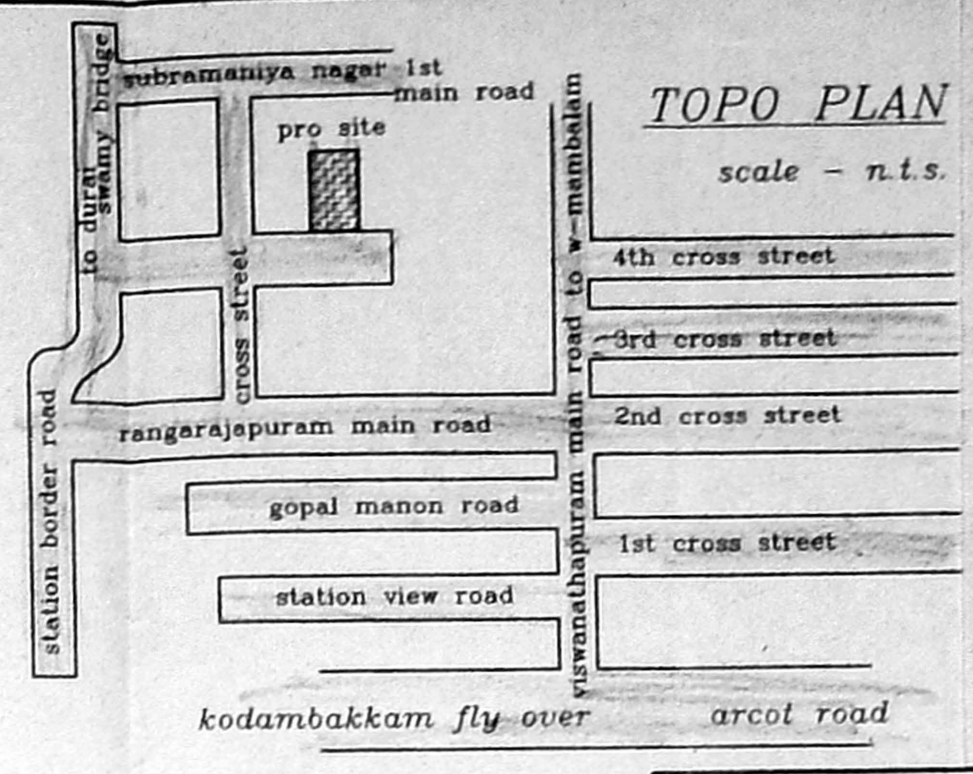 to durai
swamy bridge
subramaniya nagar 1st
main road
pro site
TOPO PLAN
scale - n.t.s.
cross street
viswanathapuram main road to w-mambalam
4th cross street
3rd cross street
2nd cross street
1st cross street
station border road
rangarajapuram main road
gopal manon road
station view road
kodambakkam fly over
arcot road